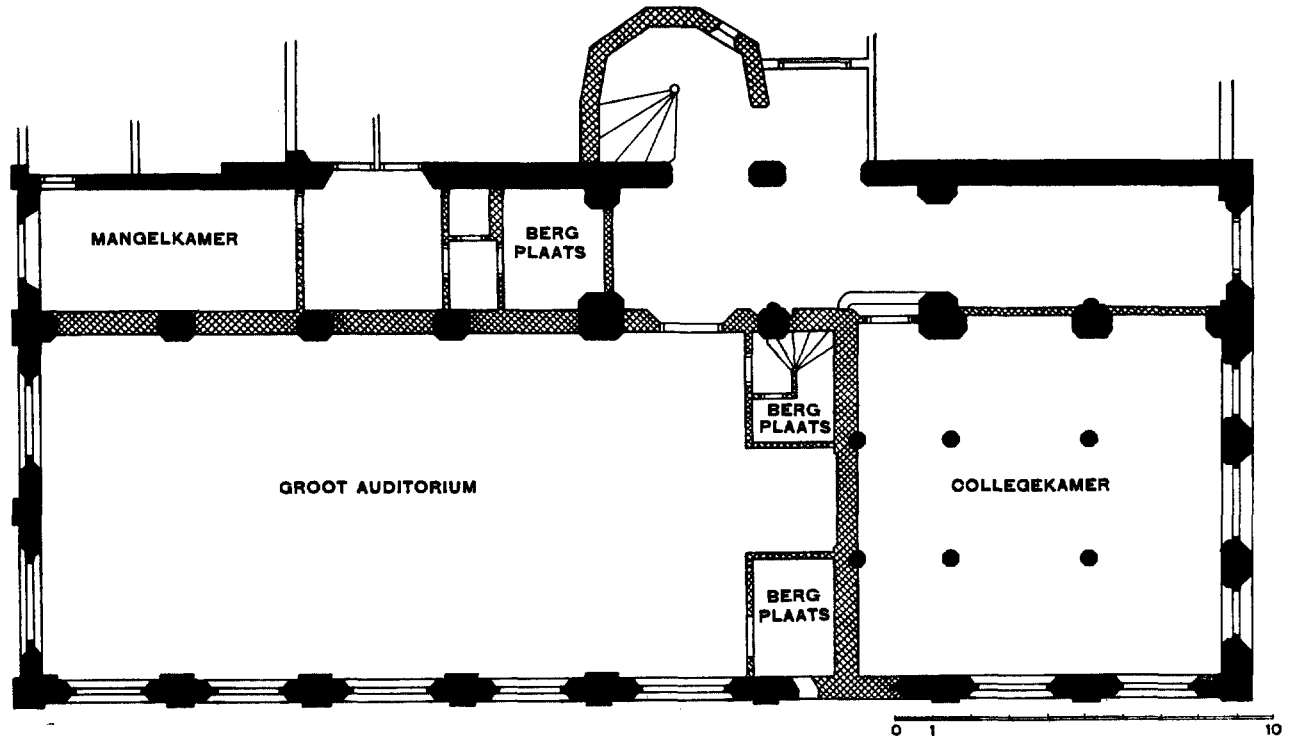 MANGELKAMER
BERG
PLAATS
BERG
PLAATS
GROOT AUDITORIUM
COLLEGEKAMER
BERG
PLAATS
0 1 10